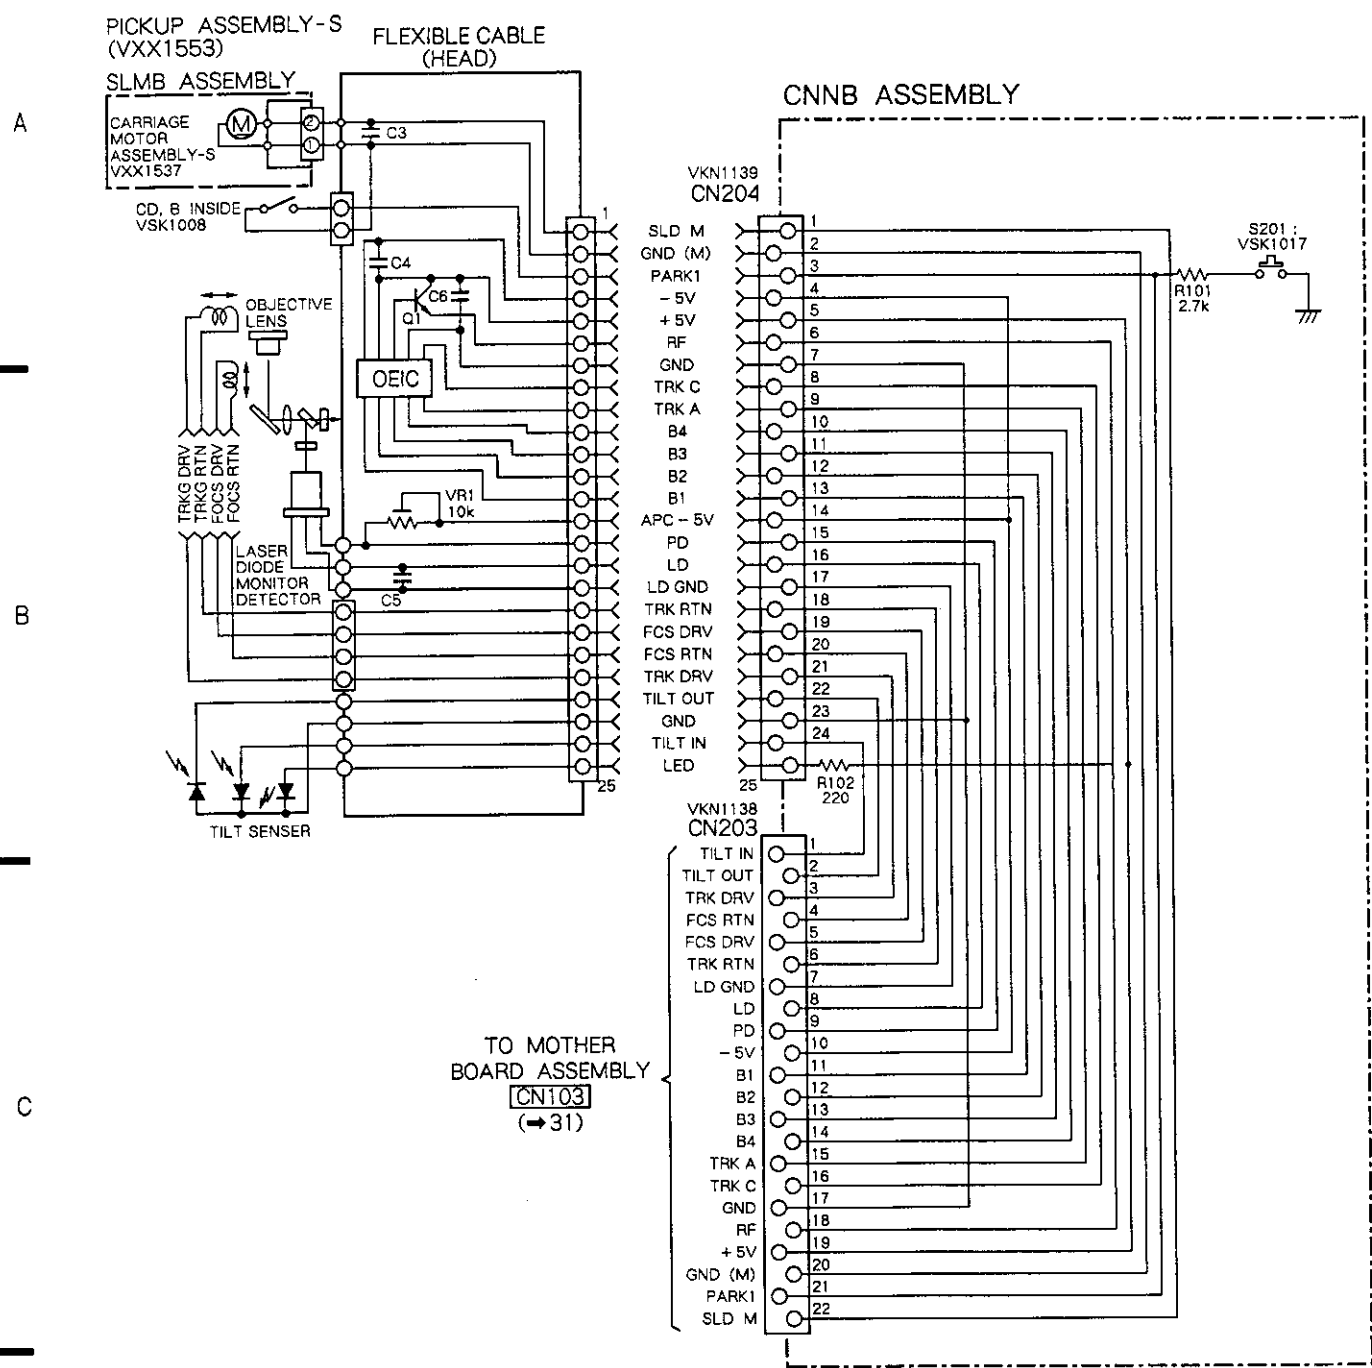 PICKUP ASSEMBLY-S
(VXX1553)
FLEXIBLE CABLE
(HEAD)
SLMB ASSEMBLY
CNNB ASSEMBLY
A
CARRIAGE
MOTOR
ASSEMBLY-S
VXX1537
M
2
1
C3
CD, B INSIDE
VSK1008
VKN1139
CN204
1
1
SLD M
2
GND (M)
3
PARK1
4
- 5V
5
+ 5V
6
RF
7
GND
8
TRK C
9
TRK A
10
B4
11
B3
12
B2
13
B1
14
APC - 5V
15
PD
16
LD
17
LD GND
18
TRK RTN
19
FCS DRV
20
FCS RTN
21
TRK DRV
22
TILT OUT
23
GND
24
TILT IN
LED
25
25
S201 :
VSK1017
R101
2.7k
C4
C6
Q1
OEIC
OBJECTIVE
LENS
TRKG DRV
TRKG RTN
FOCS DRV
FOCS RTN
VR1
10k
LASER
DIODE
MONITOR
DETECTOR
C5
B
TILT SENSER
R102
220
VKN1138
CN203
TILT IN
1
TILT OUT
2
TRK DRV
3
FCS RTN
4
FCS DRV
5
TRK RTN
6
LD GND
7
LD
8
PD
9
- 5V
10
B1
11
B2
12
B3
13
B4
14
TRK A
15
TRK C
16
GND
17
RF
18
+ 5V
19
GND (M)
20
PARK1
21
SLD M
22
TO MOTHER
BOARD ASSEMBLY
CN103
(➡31)
C